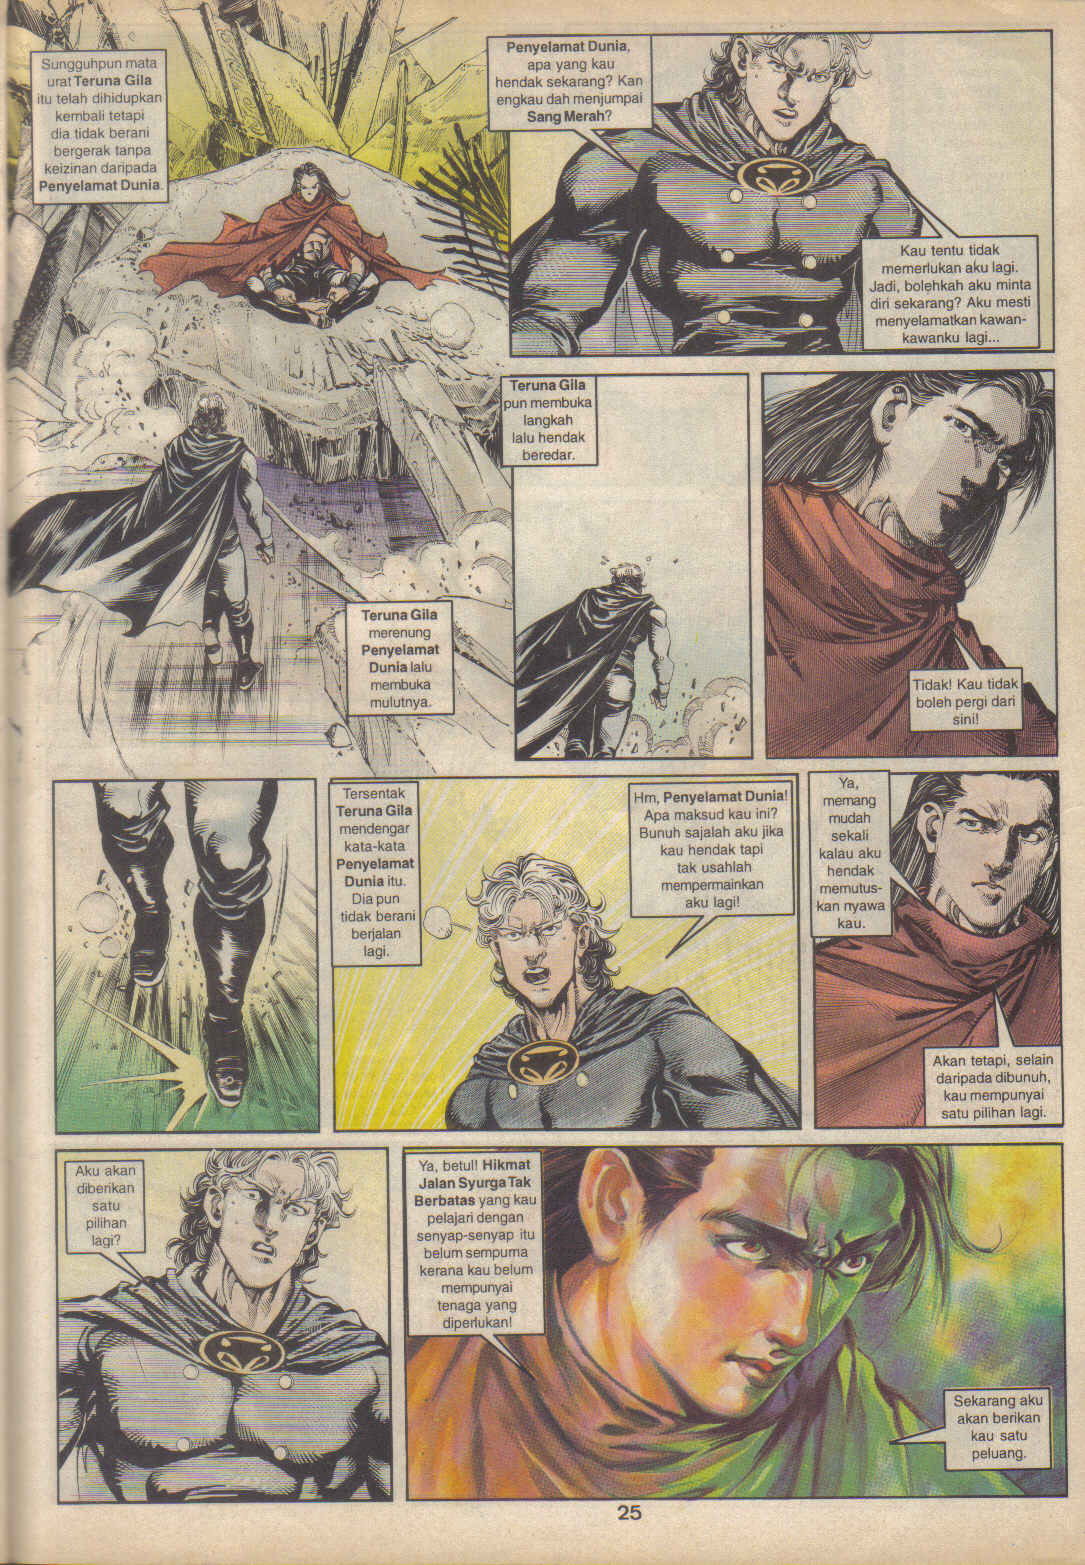 Sungguhpun mata
urat Teruna Gila
itu telah dihidupkan
kembali tetapi
dia tidak berani
bergerak tanpa
keizinan daripada
Penyelamat Dunia.
Penyelamat Dunia,
apa yang kau
hendak sekarang? Kan
engkau dah menjumpai
Sang Merah?
Kau tentu tidak
memerlukan aku lagi.
Jadi, bolehkah aku minta
diri sekarang? Aku mesti
menyelamatkan kawan-
kawanku lagi...
Teruna Gila
merenung
Penyelamat
Dunia lalu
membuka
mulutnya.
Teruna Gila
pun membuka
langkah
lalu hendak
beredar.
Tidak! Kau tidak
boleh pergi dari
sini!
Tersentak
Teruna Gila
mendengar
kata-kata
Penyelamat
Dunia itu.
Dia pun
tidak berani
berjalan
lagi.
Hm, Penyelamat Dunia!
Apa maksud kau ini?
Bunuh sajalah aku jika
kau hendak tapi
tak usahlah
mempermainkan
aku lagi!
Ya,
memang
mudah
sekali
kalau aku
hendak
memutus-
kan nyawa
kau.
Akan tetapi, selain
daripada dibunuh,
kau mempunyai
satu pilihan lagi.
Aku akan
diberikan
satu
pilihan
lagi?
Ya, betul! Hikmat
Jalan Syurga Tak
Berbatas yang kau
pelajari dengan
senyap-senyap itu
belum sempurna
kerana kau belum
mempunyai
tenaga yang
diperlukan!
Sekarang aku
akan berikan
kau satu
peluang.
25